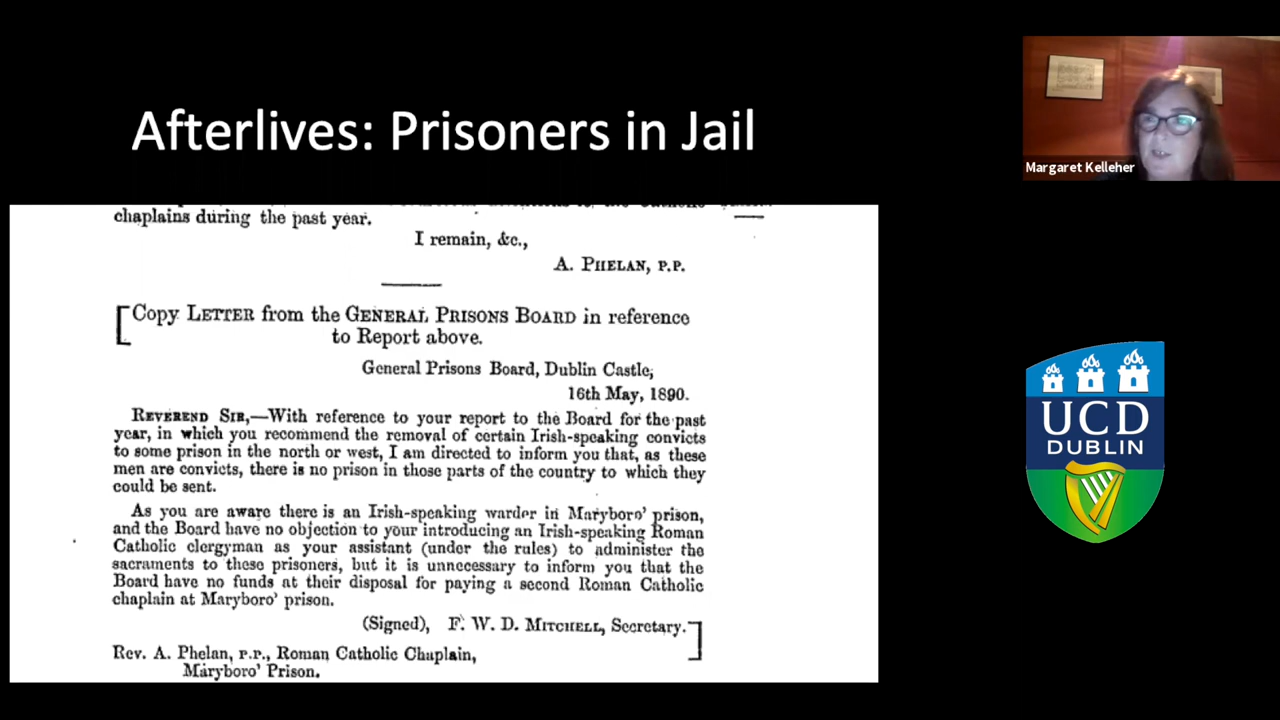 Afterlives: Prisoners in Jail
chaplains during the past year.
I remain, &c.,
A. PHELAN, P.P.
[Copy LETTER from the GENERAL PRISONS BOARD in reference
to Report above.
General Prisons Board, Dublin Castle,
16th May, 1890.
REVEREND SIR,—With reference to your report to the Board for the past
year, in which you recommend the removal of certain Irish-speaking convicts
to some prison in the north or west, I am directed to inform you that, as these
men are convicts, there is no prison in those parts of the country to which they
could be sent.
As you are aware there is an Irish-speaking warder in Maryboro' prison,
and the Board have no objection to your introducing an Irish-speaking Roman
Catholic clergyman as your assistant (under the rules) to administer the
sacraments to these prisoners, but it is unnecessary to inform you that the
Board have no funds at their disposal for paying a second Roman Catholic
chaplain at Maryboro' prison.
(Signed), F. W. D. MITCHELL, Secretary.]
Rev. A. Phelan, P.P., Roman Catholic Chaplain,
Maryboro' Prison.
Margaret Kelleher
UCD
DUBLIN